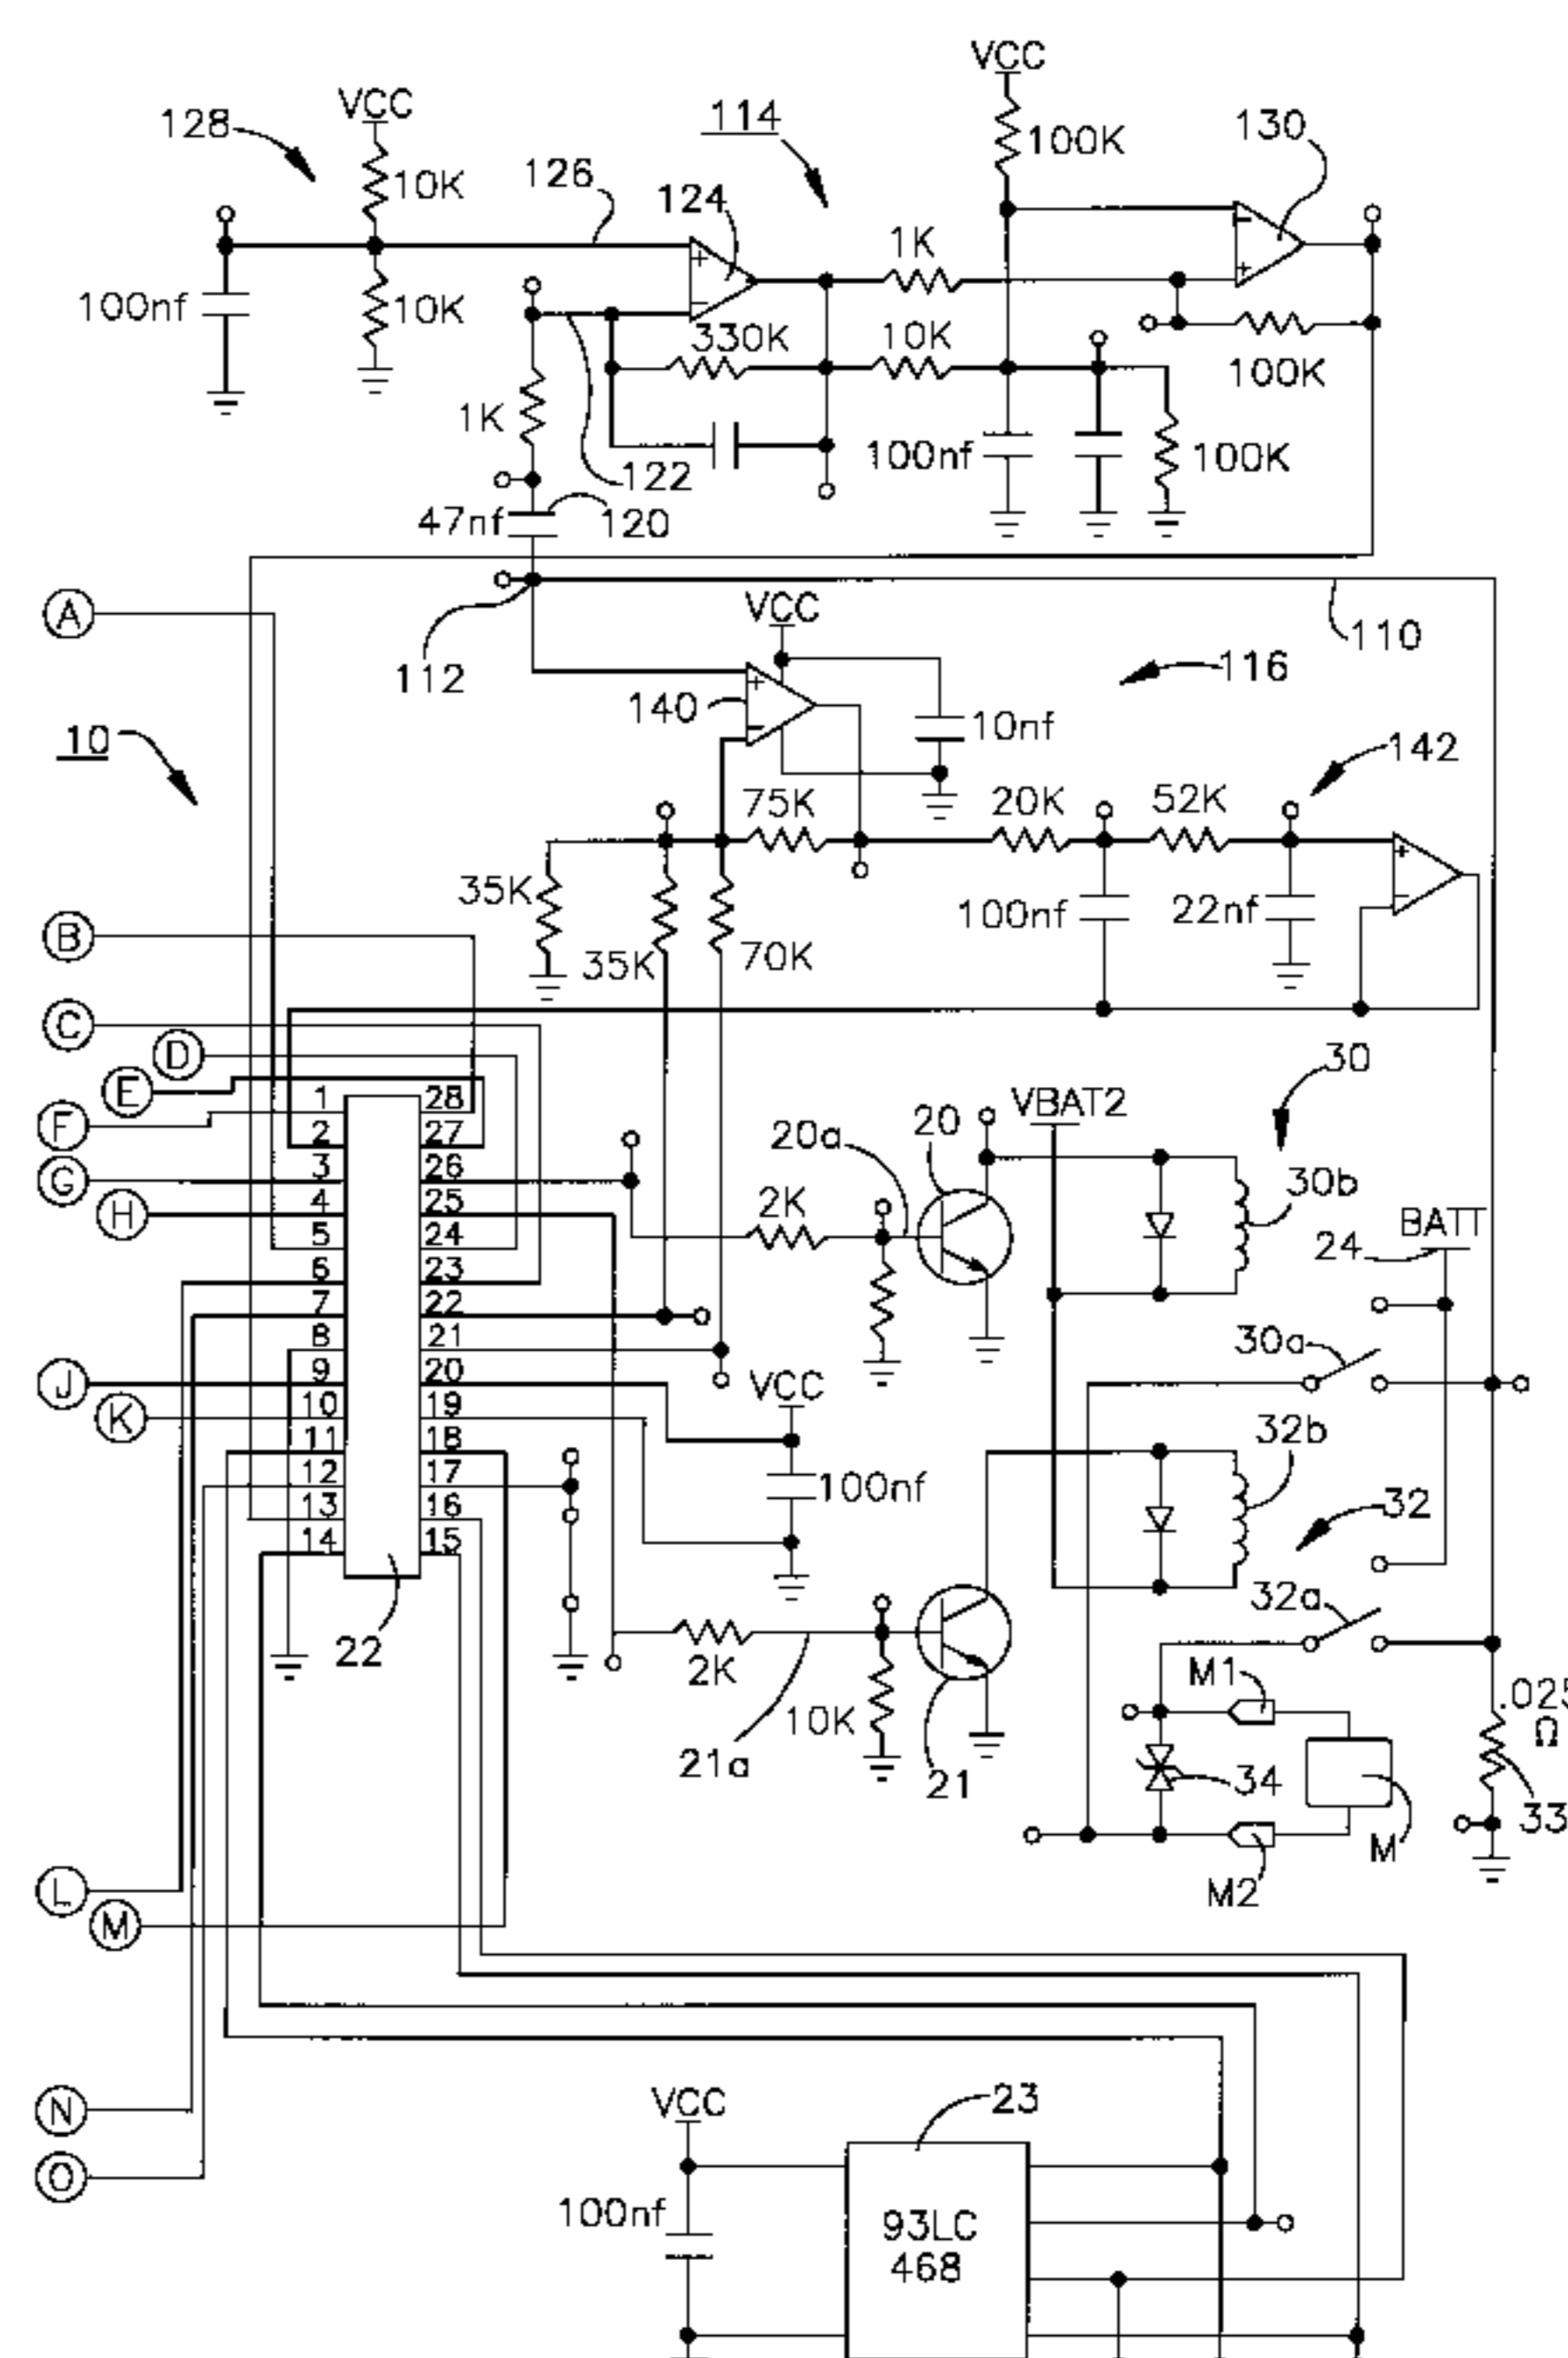 VCC
VCC
128
114
130
100K
10K
126
124
1K
100nf
10K
330K
10K
100K
1K
122
100nf
100K
47nf
120
A
VCC
110
112
116
140
10
10nf
142
75K
20K
52K
35K
100nf
22nf
B
35K
70K
C
D
30
E
1
28
VBAT2
F
20
2
27
20a
G
3
26
30b
H
4
25
2K
BATT
5
24
24
6
23
7
22
8
21
30a
J
9
20
VCC
K
10
19
32b
11
18
12
17
100nf
13
16
32
14
15
32a
22
2K
M1
.025
Ω
10K
21a
21
34
33
M
M2
L
M
23
VCC
N
O
100nf
93LC
468